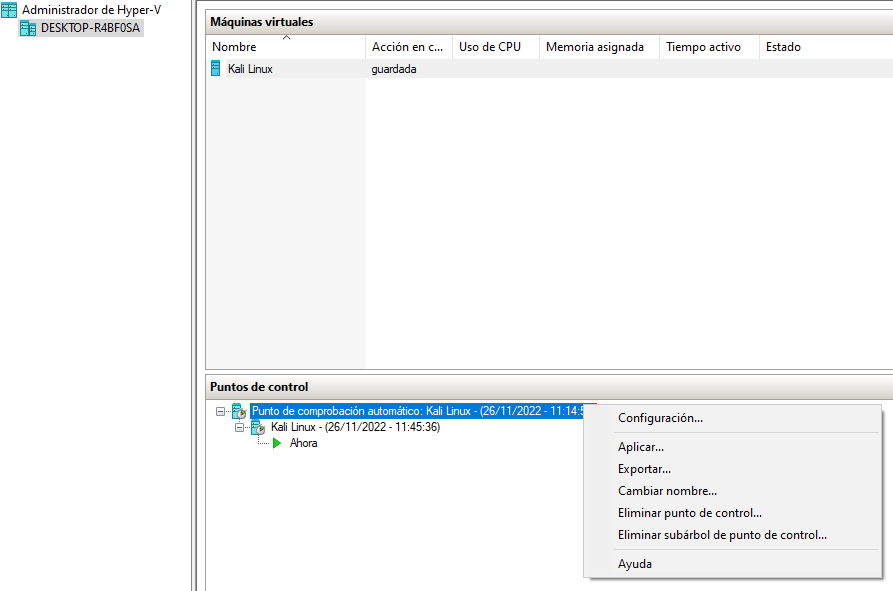 Administrador de Hyper-V
DESKTOP-R4BF0SA
Máquinas virtuales
Nombre Acción en c... Uso de CPU Memoria asignada Tiempo activo Estado
Kali Linux guardada
Puntos de control
Punto de comprobación automático: Kali Linux - (26/11/2022 - 11:14:5
Kali Linux - (26/11/2022 - 11:45:36)
Ahora
Configuración...
Aplicar...
Exportar...
Cambiar nombre...
Eliminar punto de control...
Eliminar subárbol de punto de control...
Ayuda